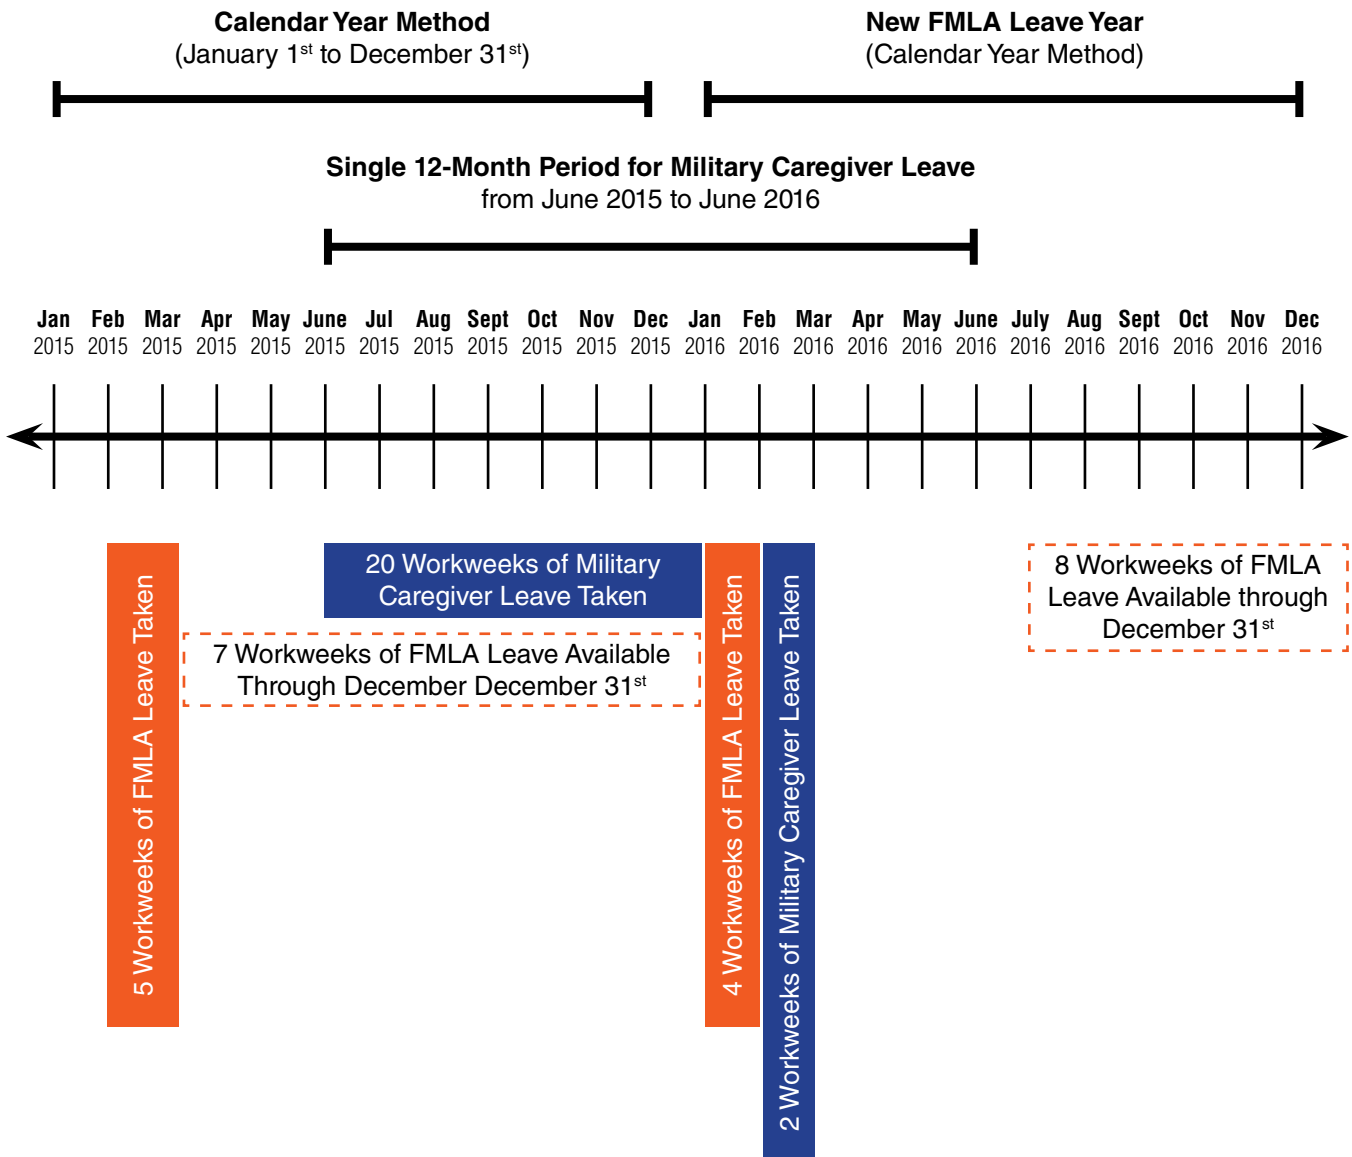 Calendar Year Method
(January 1st to December 31st)
New FMLA Leave Year
(Calendar Year Method)
Single 12-Month Period for Military Caregiver Leave
from June 2015 to June 2016
Jan Feb Mar Apr May June Jul Aug Sept Oct Nov Dec Jan Feb Mar Apr May June July Aug Sept Oct Nov Dec
2015 2015 2015 2015 2015 2015 2015 2015 2015 2015 2015 2015 2016 2016 2016 2016 2016 2016 2016 2016 2016 2016 2016 2016
5 Workweeks of FMLA Leave Taken
20 Workweeks of Military
Caregiver Leave Taken
7 Workweeks of FMLA Leave Available
Through December December 31st
4 Workweeks of FMLA Leave Taken
2 Workweeks of Military Caregiver Leave Taken
8 Workweeks of FMLA
Leave Available through
December 31st